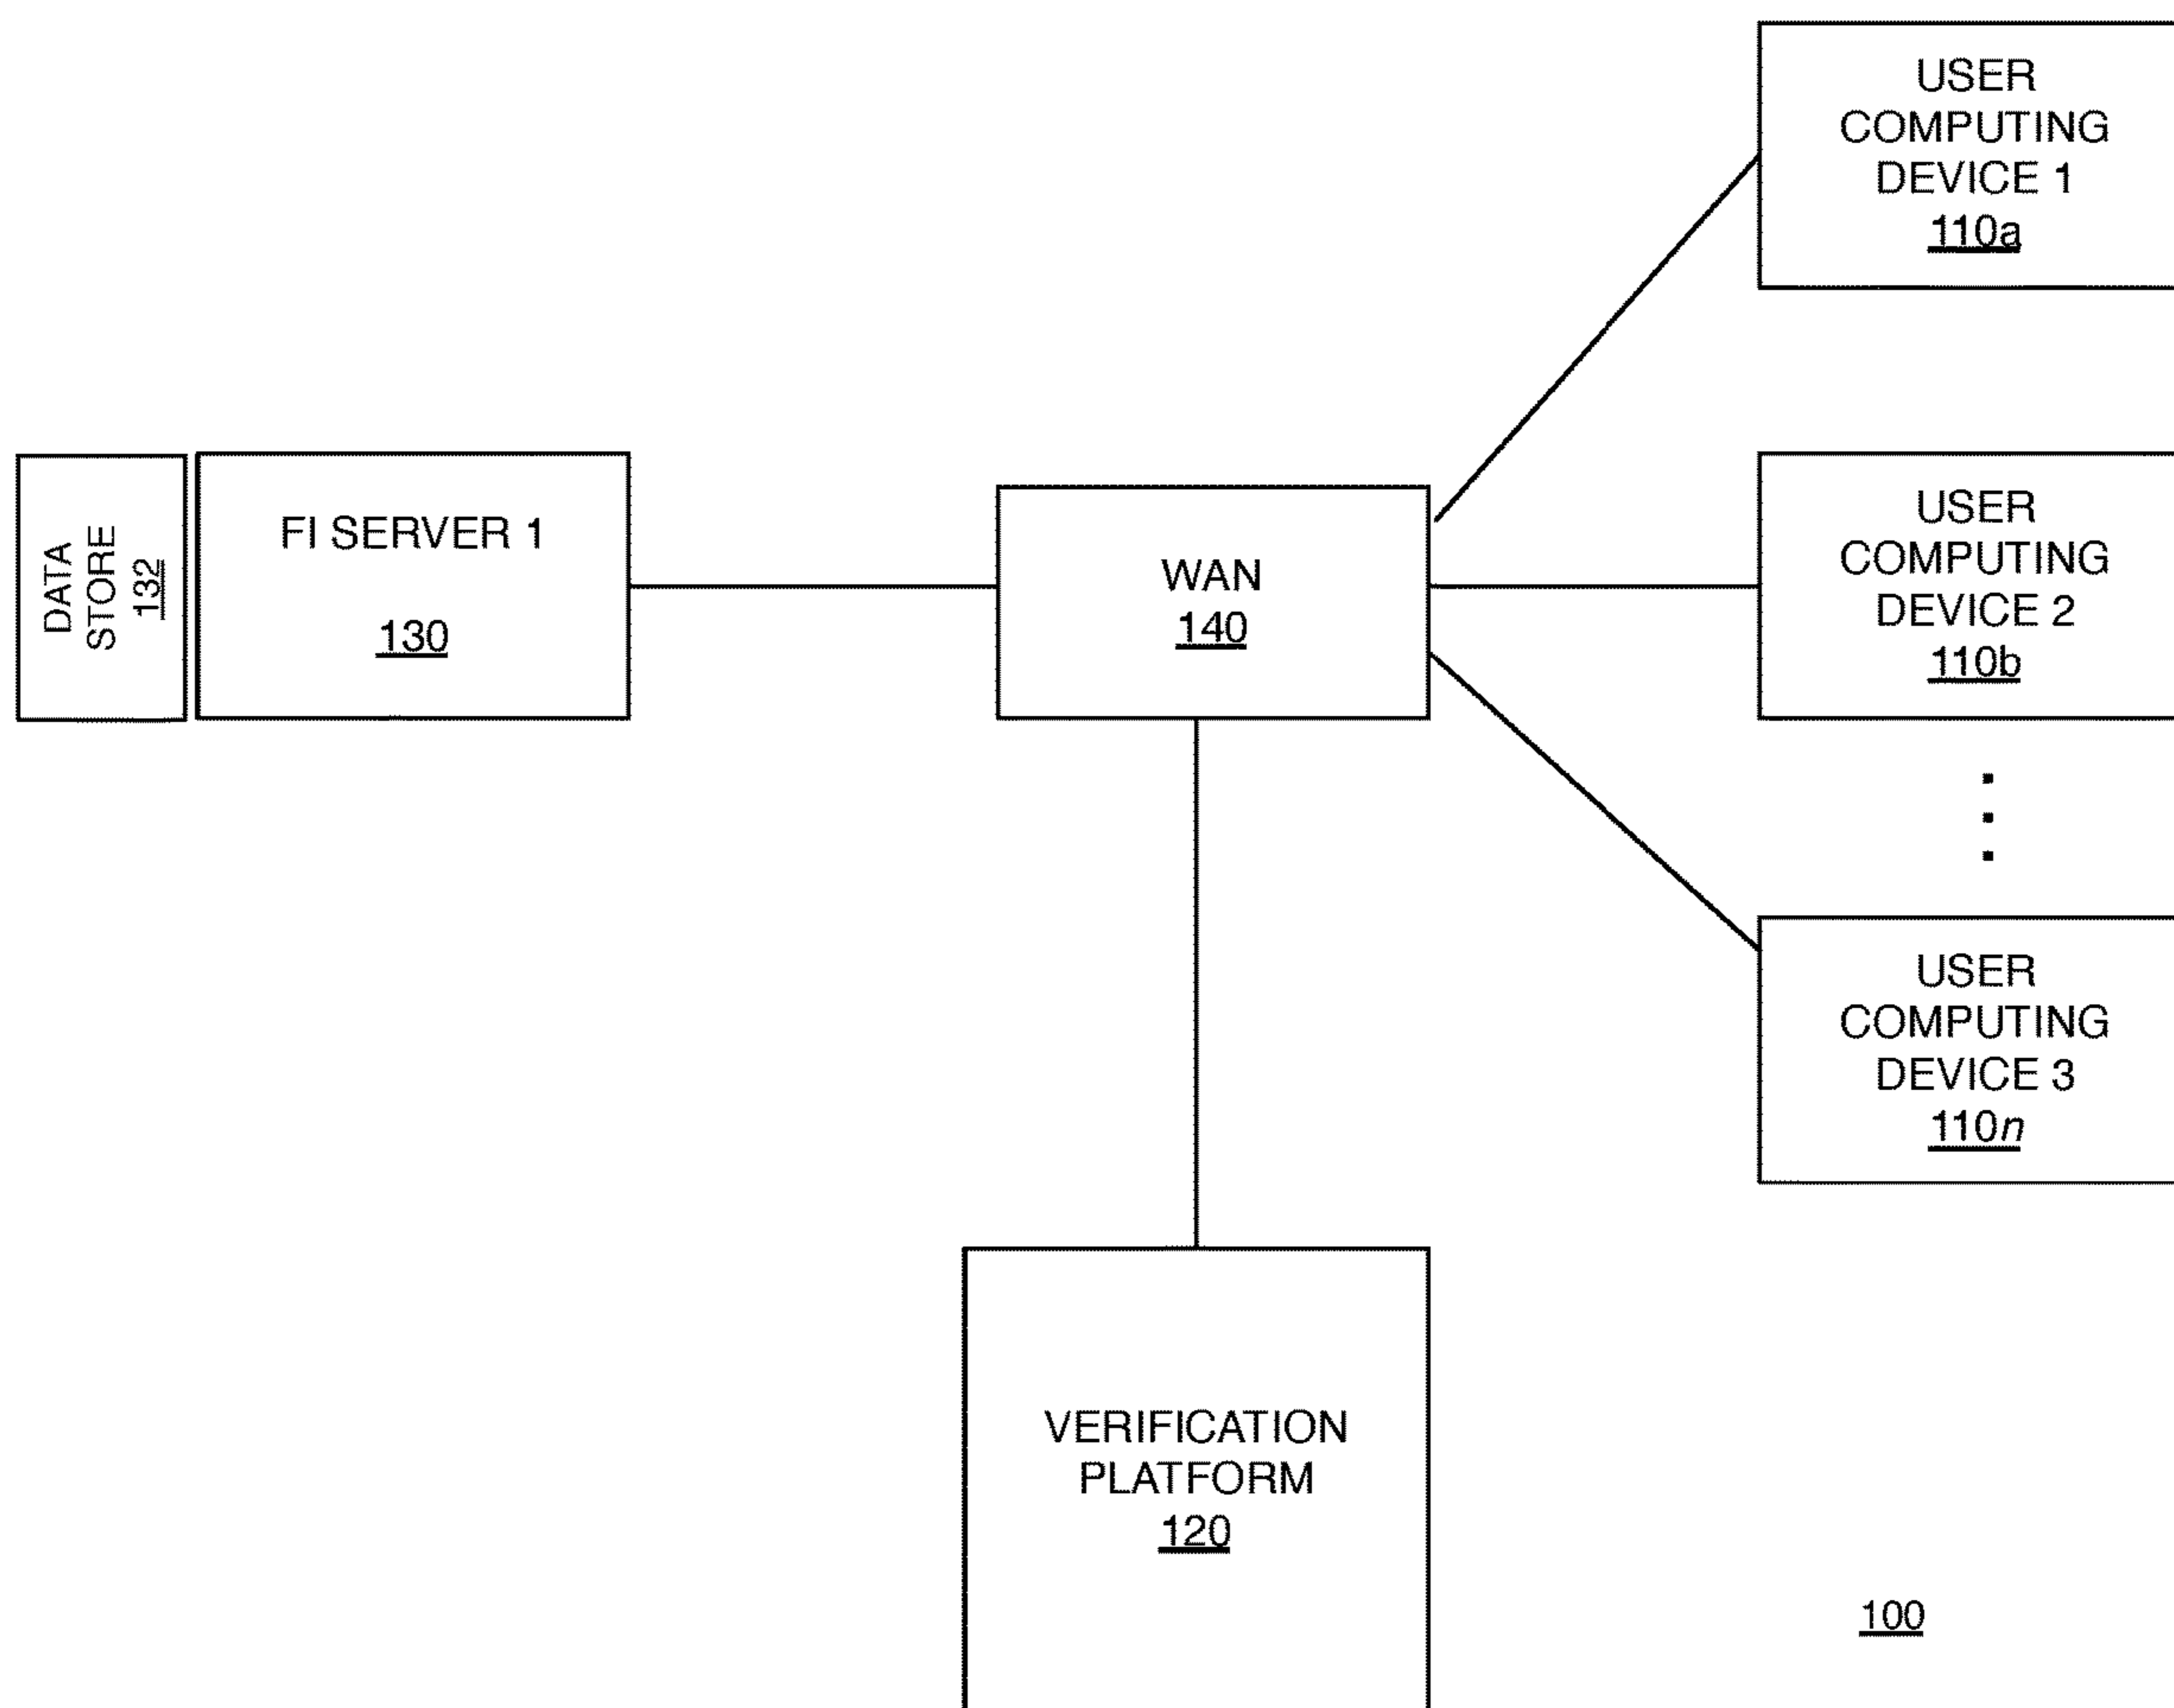 USER
COMPUTING
DEVICE 1
110a
DATA
STORE
132
FI SERVER 1
130
WAN
140
USER
COMPUTING
DEVICE 2
110b
USER
COMPUTING
DEVICE 3
110n
VERIFICATION
PLATFORM
120
100